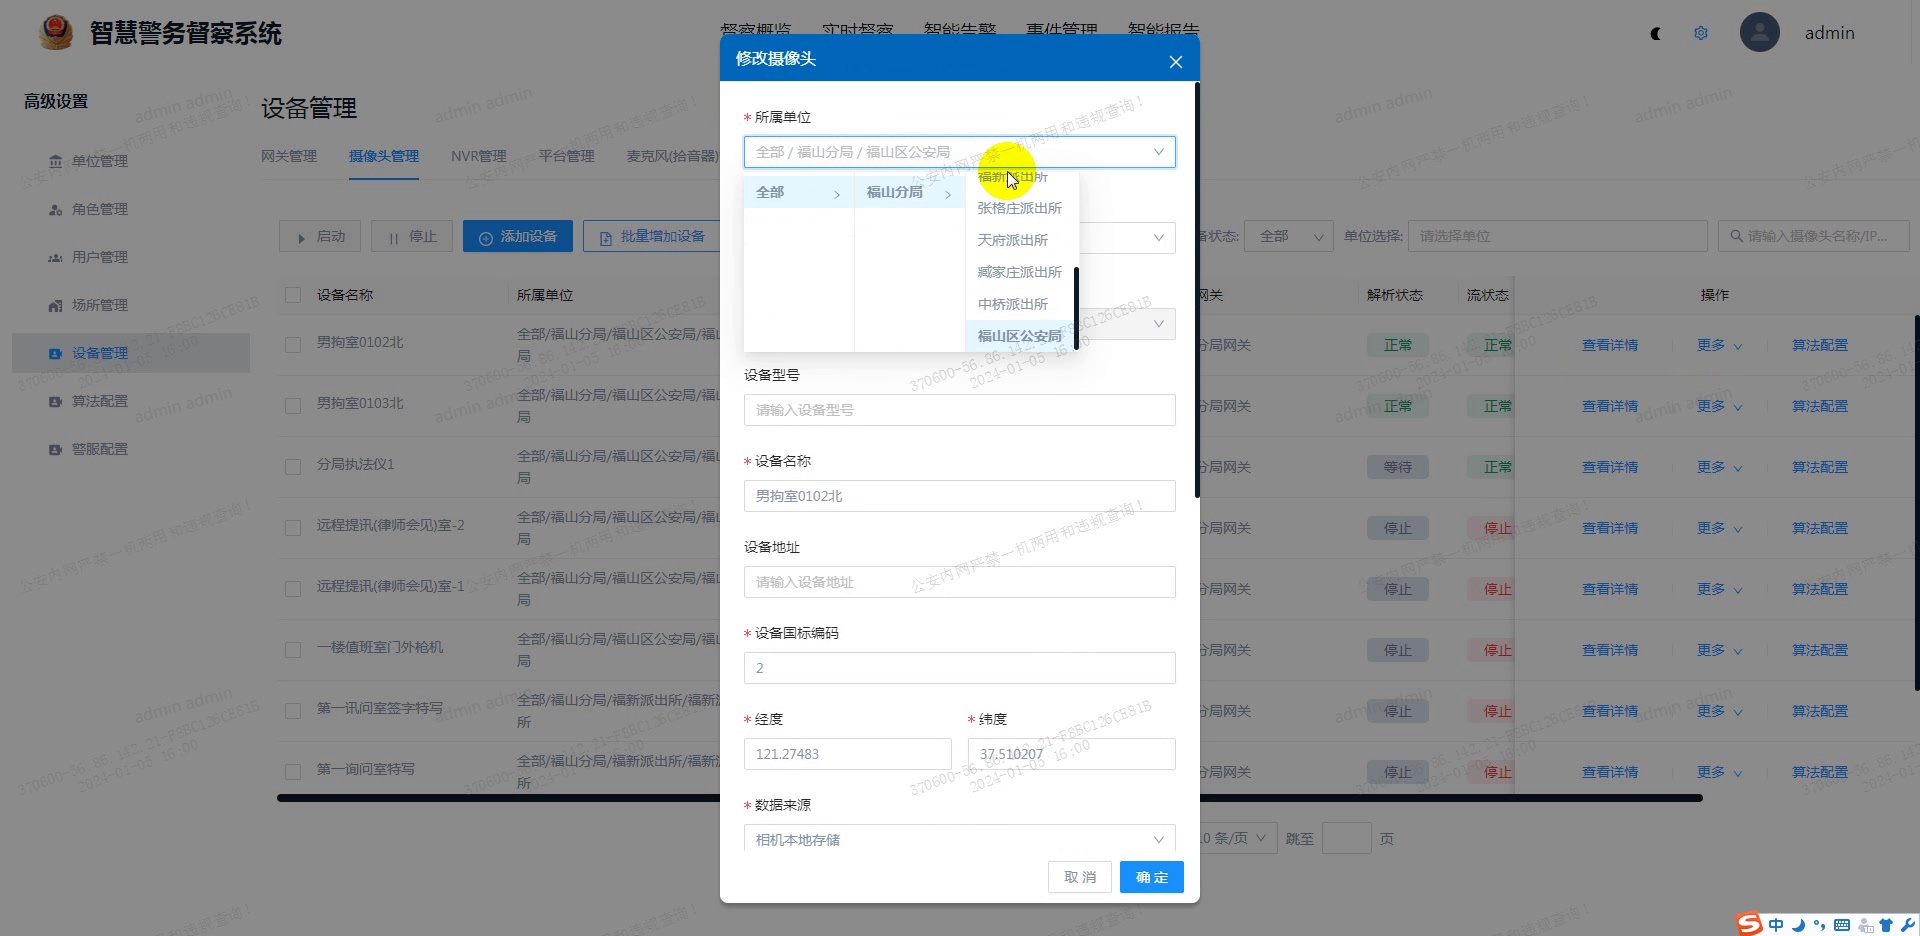 智慧警务督察系统
督察概览 实时督察 智能告警 事件管理 智能报告
admin
高级设置
单位管理
角色管理
用户管理
场所管理
设备管理
算法配置
警服配置
设备管理
网关管理 摄像头管理 NVR管理 平台管理 麦克风(拾音器)
启动 停止 添加设备 批量增加设备
状态: 全部 单位选择: 请选择单位 请输入摄像头名称/IP...
设备名称 所属单位 网关 解析状态 流状态 操作
男拘室0102北 全部/福山分局/福山区公安局/福山分
局 分局网关 正常 正常 查看详情 更多 算法配置
男拘室0103北 全部/福山分局/福山区公安局/福山分
局 分局网关 正常 正常 查看详情 更多 算法配置
分局执法仪1 全部/福山分局/福山区公安局/福山分
局 分局网关 等待 正常 查看详情 更多 算法配置
远程提讯(律师会见)室-2 全部/福山分局/福山区公安局/福山分
局 分局网关 停止 停止 查看详情 更多 算法配置
远程提讯(律师会见)室-1 全部/福山分局/福山区公安局/福山分
局 分局网关 停止 停止 查看详情 更多 算法配置
一楼值班室门外枪机 全部/福山分局/福山区公安局/福山分
局 分局网关 停止 停止 查看详情 更多 算法配置
第一讯问室签字特写 全部/福山分局/福新派出所/福新派出
所 分局网关 停止 停止 查看详情 更多 算法配置
第一询问室特写 全部/福山分局/福新派出所/福新派出
所 分局网关 停止 停止 查看详情 更多 算法配置
0 条/页 跳至 页
修改摄像头
* 所属单位
全部 / 福山分局 / 福山区公安局
全部 福山分局 福新派出所
张格庄派出所
天府派出所
臧家庄派出所
中桥派出所
福山区公安局
设备型号
请输入设备型号
* 设备名称
男拘室0102北
设备地址
请输入设备地址
* 设备国标编码
2
* 经度 * 纬度
121.27483 37.510207
* 数据来源
相机本地存储
取 消 确 定
admin admin
公安内网严禁一机两用和违规查询!
370600-56.86.142.21-F8BC126CE81B
2024-01-05 16:00
中